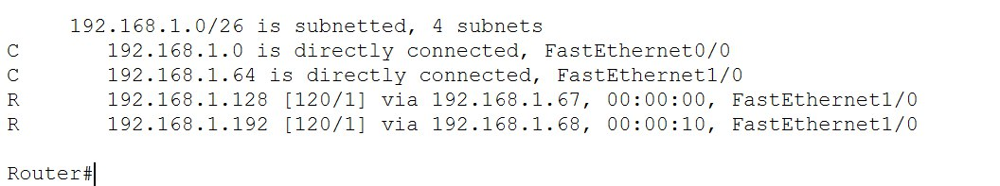 192.168.1.0/26 is subnetted, 4 subnets
C 192.168.1.0 is directly connected, FastEthernet0/0
C 192.168.1.64 is directly connected, FastEthernet1/0
R 192.168.1.128 [120/1] via 192.168.1.67, 00:00:00, FastEthernet1/0
R 192.168.1.192 [120/1] via 192.168.1.68, 00:00:10, FastEthernet1/0
Router#